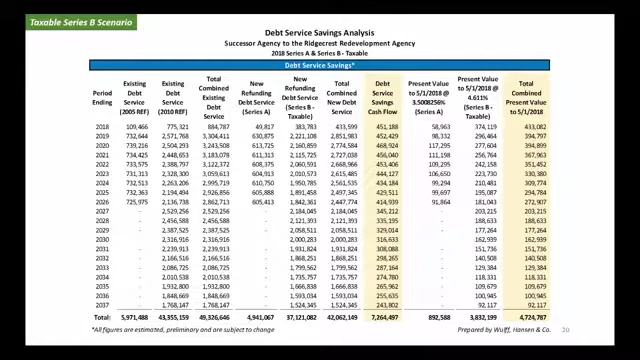 Taxable Series B Scenario
Debt Service Savings Analysis
Successor Agency to the Ridgecrest Redevelopment Agency
2018 Series A & Series B - Taxable
Debt Service Savings*
Period Ending Existing Debt Service (2005 REF) Existing Debt Service (2010 REF) Total Combined Existing Debt Service New Refunding Debt Service (Series A) New Refunding Debt Service (Series B - Taxable) Total Combined New Debt Service Debt Service Savings Cash Flow Present Value to 5/1/2018 @ 3.5008256% (Series A) Present Value to 5/1/2018 @ 4.611% (Series B - Taxable) Total Combined Present Value to 5/1/2018
2018 109,466 775,321 884,787 49,817 383,783 433,599 451,188 58,963 374,119 433,082
2019 732,644 2,571,768 3,304,411 630,875 2,221,108 2,851,983 452,429 98,332 296,464 394,797
2020 739,216 2,504,293 3,243,508 613,725 2,160,859 2,774,584 468,924 117,295 277,604 394,899
2021 734,425 2,448,653 3,183,078 611,313 2,115,725 2,727,038 456,040 111,198 256,764 367,963
2022 733,575 2,388,797 3,122,372 608,375 2,060,591 2,668,966 453,406 109,295 242,158 351,452
2023 731,313 2,328,300 3,059,613 604,913 2,010,573 2,615,485 444,127 106,650 223,730 330,380
2024 732,513 2,263,206 2,995,719 610,750 1,950,785 2,561,535 434,184 99,294 210,481 309,774
2025 732,363 2,194,494 2,926,856 605,888 1,891,458 2,497,345 429,511 99,697 195,087 294,784
2026 725,975 2,136,738 2,862,713 605,413 1,842,361 2,447,774 414,939 91,864 181,043 272,907
2027 - 2,529,256 2,529,256 - 2,184,045 2,184,045 345,212 - 203,215 203,215
2028 - 2,456,588 2,456,588 - 2,121,393 2,121,393 335,195 - 188,633 188,633
2029 - 2,387,525 2,387,525 - 2,058,511 2,058,511 329,014 - 177,264 177,264
2030 - 2,316,916 2,316,916 - 2,000,283 2,000,283 316,633 - 162,939 162,939
2031 - 2,239,913 2,239,913 - 1,931,824 1,931,824 308,088 - 151,736 151,736
2032 - 2,166,516 2,166,516 - 1,868,251 1,868,251 298,265 - 140,508 140,508
2033 - 2,086,725 2,086,725 - 1,799,562 1,799,562 287,164 - 129,384 129,384
2034 - 2,010,538 2,010,538 - 1,735,758 1,735,758 274,780 - 118,331 118,331
2035 - 1,932,800 1,932,800 - 1,666,838 1,666,838 265,962 - 109,679 109,679
2036 - 1,848,669 1,848,669 - 1,593,034 1,593,034 255,635 - 100,945 100,945
2037 - 1,768,147 1,768,147 - 1,524,345 1,524,345 243,802 - 92,117 92,117
Total: 5,971,488 43,355,159 49,326,646 4,941,067 37,121,082 42,062,149 7,264,497 892,588 3,832,199 4,724,787
*All figures are estimated, preliminary and are subject to change Prepared by Wulff, Hansen & Co. 20